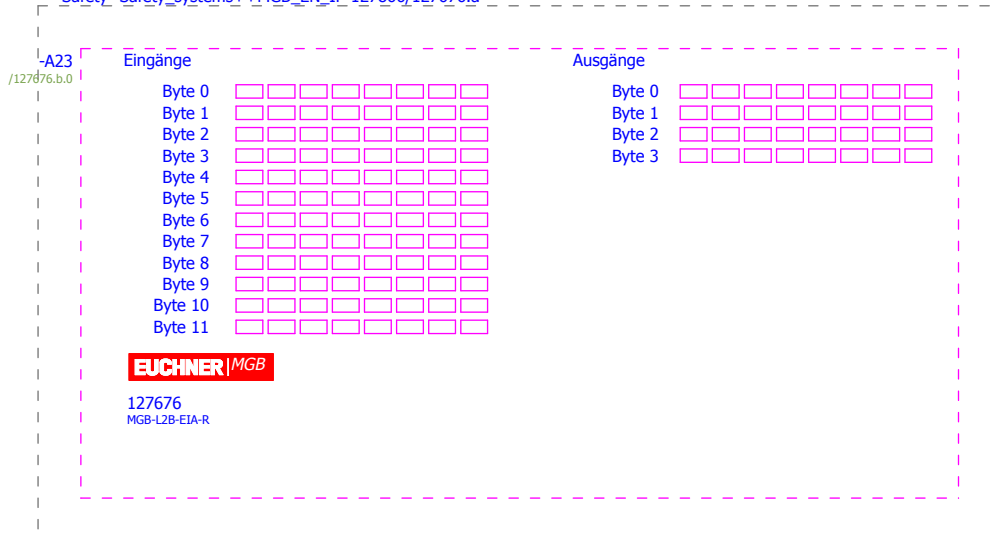 -A23
/127676.b.0
Eingänge
Byte 0
Byte 1
Byte 2
Byte 3
Byte 4
Byte 5
Byte 6
Byte 7
Byte 8
Byte 9
Byte 10
Byte 11
Ausgänge
Byte 0
Byte 1
Byte 2
Byte 3
EUCHNER MGB
127676
MGB-L2B-EIA-R